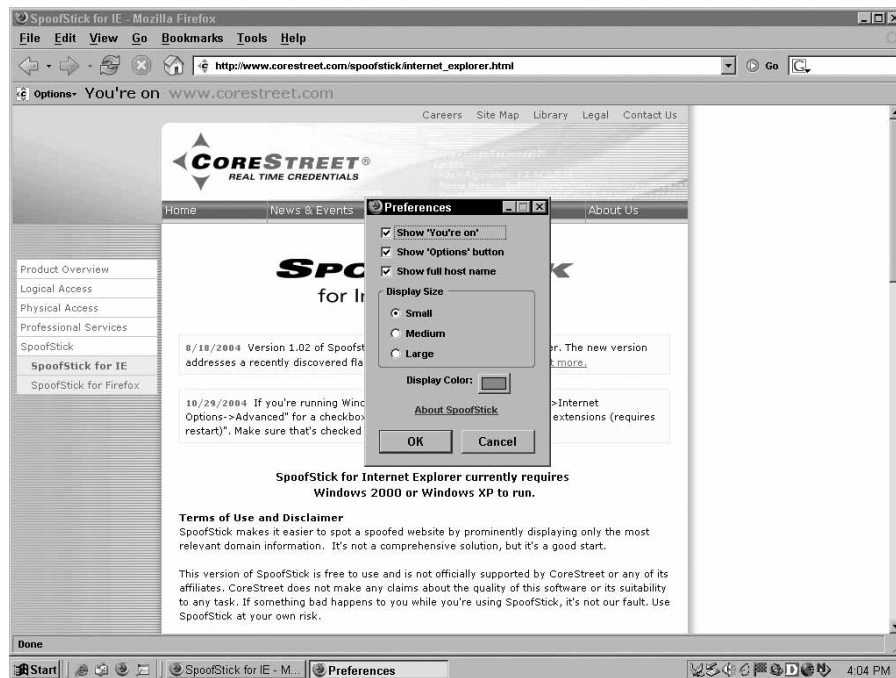 SpoofStick for IE - Mozilla Firefox
File Edit View Go Bookmarks Tools Help
http://www.corestreet.com/spoofstick/internet_explorer.html
Go
G
Options- You're on www.corestreet.com
Careers Site Map Library Legal Contact Us
CORESTREET®
REAL TIME CREDENTIALS
Home News & Events About Us
Preferences
Show 'You're on'
Show 'Options' button
Show full host name
Display Size
Small
Medium
Large
Display Color:
About SpoofStick
OK Cancel
Product Overview
Logical Access
Physical Access
Professional Services
SpoofStick
SpoofStick for IE
SpoofStick for Firefox
for
8/18/2004 Version 1.02 of er. The new version
addresses a recently discovered more.
10/29/2004 If you're running >Internet
Options->Advanced" for a extensions (requires
restart)". Make sure that's checked
SpoofStick for Internet Explorer currently requires
Windows 2000 or Windows XP to run.
Terms of Use and Disclaimer
SpoofStick makes it easier to spot a spoofed website by prominently displaying only the most
relevant domain information. It's not a comprehensive solution, but it's a good start.
This version of SpoofStick is free to use and is not officially supported by CoreStreet or any of its
affiliates. CoreStreet does not make any claims about the quality of this software or its suitability
to any task. If something bad happens to you while you're using SpoofStick, it's not our fault. Use
SpoofStick at your own risk.
Done
Start SpoofStick for IE - M... Preferences 4:04 PM